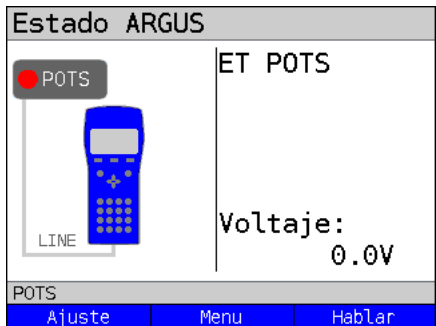 Estado ARGUS
POTS
LINE
ET POTS
Voltaje:
0.0V
POTS
Ajuste Menu Hablar